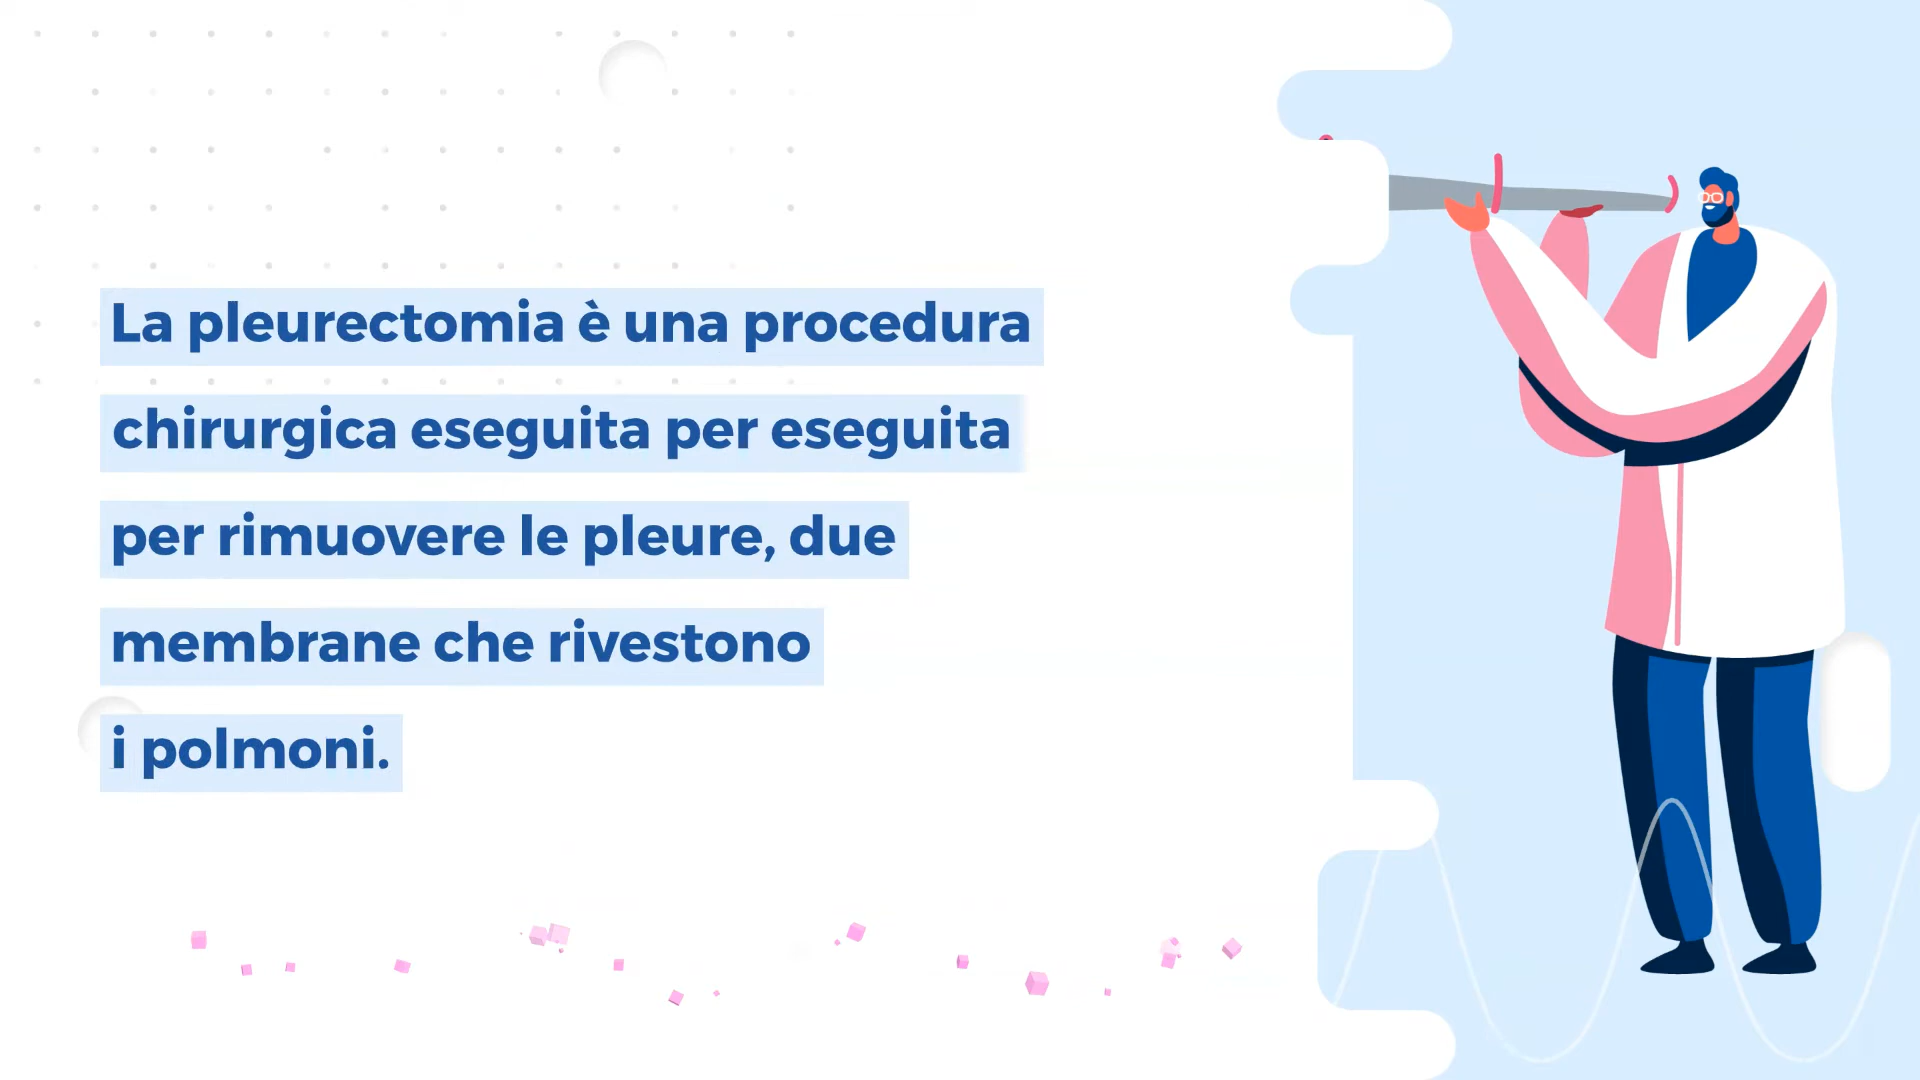 La pleurectomia è una procedura
chirurgica eseguita per eseguita
per rimuovere le pleure, due
membrane che rivestono
i polmoni.